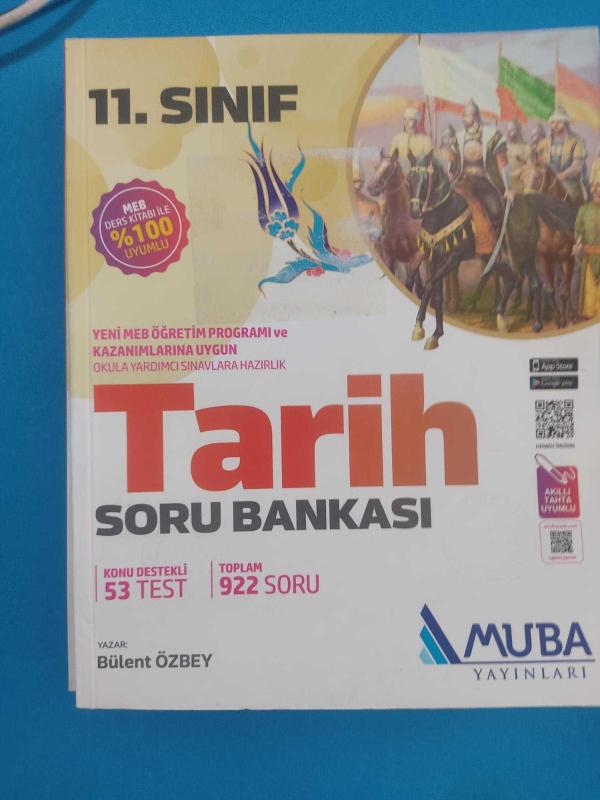 11. SINIF
MEB
DERS KİTABI İLE
%100
UYUMLU
YENİ MEB ÖĞRETİM PROGRAMI ve
KAZANIMLARINA UYGUN
OKULA YARDIMCI SINAVLARA HAZIRLIK
App Store
Google play
Tarih
SORU BANKASI
AKILLI
TAHTA
UYUMLU
KONU DESTEKLİ
53 TEST
TOPLAM
922 SORU
YAZAR:
Bülent ÖZBEY
MUBA
YAYINLARI